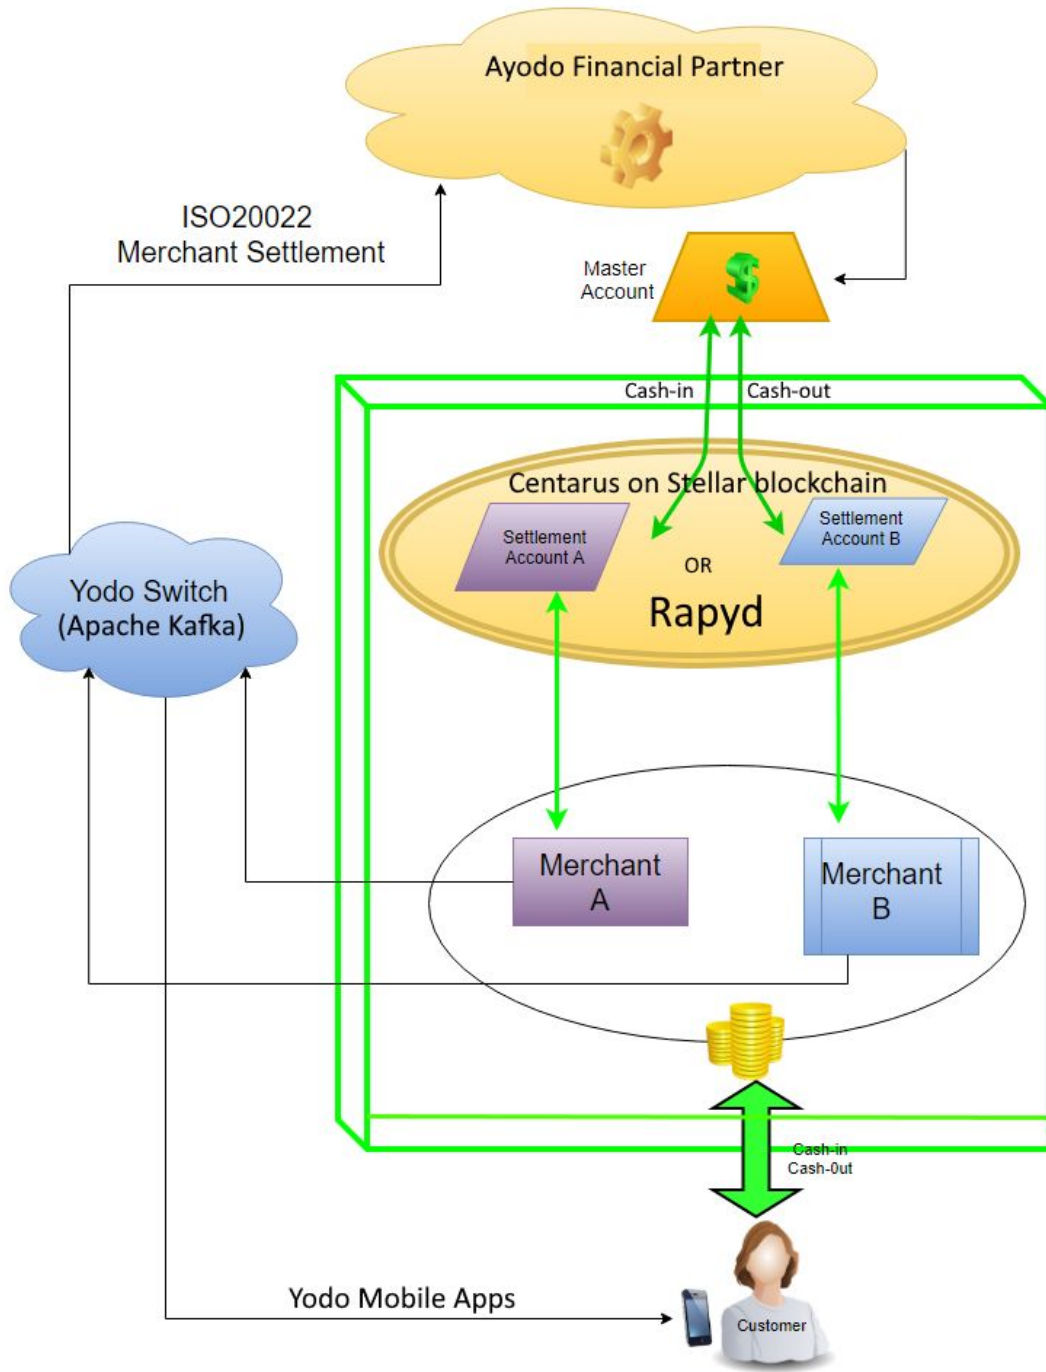 Ayodo Financial Partner
ISO20022
Merchant Settlement
Master
Account
$
Cash-in
Cash-out
Centarus on Stellar blockchain
Settlement
Account A
Settlement
Account B
OR
Rapyd
Yodo Switch
(Apache Kafka)
Merchant
A
Merchant
B
Cash-in
Cash-0ut
Yodo Mobile Apps
Customer